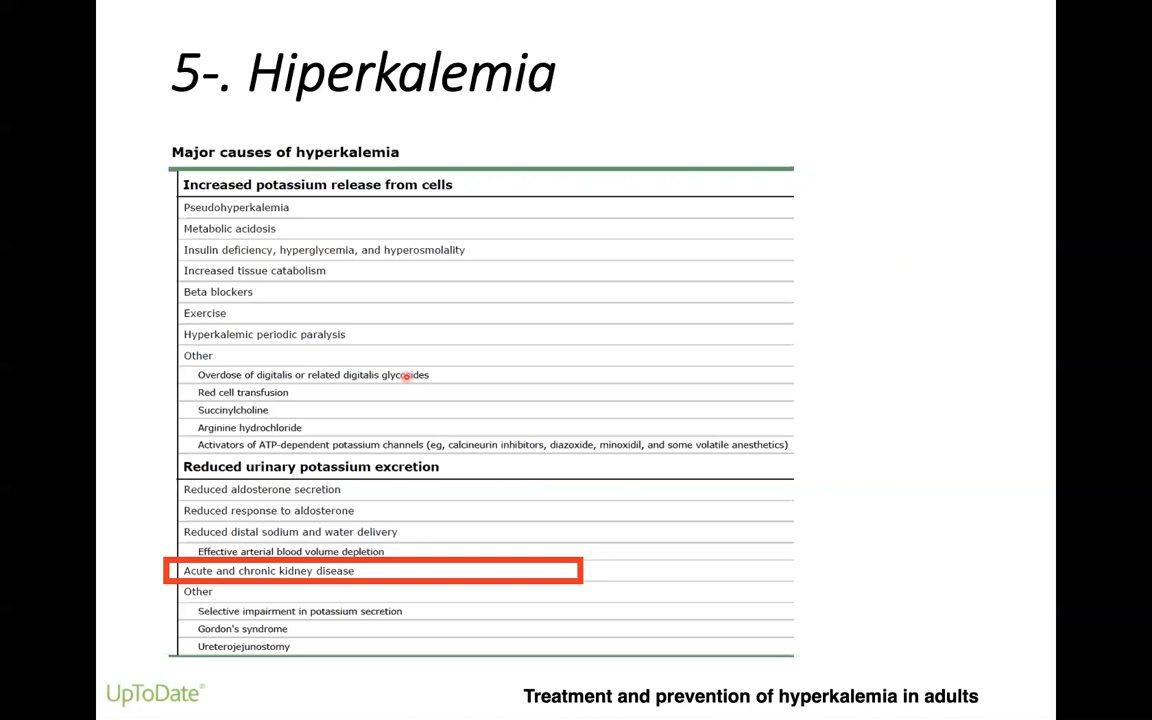 5-. Hiperkalemia
Major causes of hyperkalemia
Increased potassium release from cells
Pseudohyperkalemia
Metabolic acidosis
Insulin deficiency, hyperglycemia, and hyperosmolality
Increased tissue catabolism
Beta blockers
Exercise
Hyperkalemic periodic paralysis
Other
Overdose of digitalis or related digitalis glycosides
Red cell transfusion
Succinylcholine
Arginine hydrochloride
Activators of ATP-dependent potassium channels (eg, calcineurin inhibitors, diazoxide, minoxidil, and some volatile anesthetics)
Reduced urinary potassium excretion
Reduced aldosterone secretion
Reduced response to aldosterone
Reduced distal sodium and water delivery
Effective arterial blood volume depletion
Acute and chronic kidney disease
Other
Selective impairment in potassium secretion
Gordon's syndrome
Ureterojejunostomy
UpToDate®
Treatment and prevention of hyperkalemia in adults